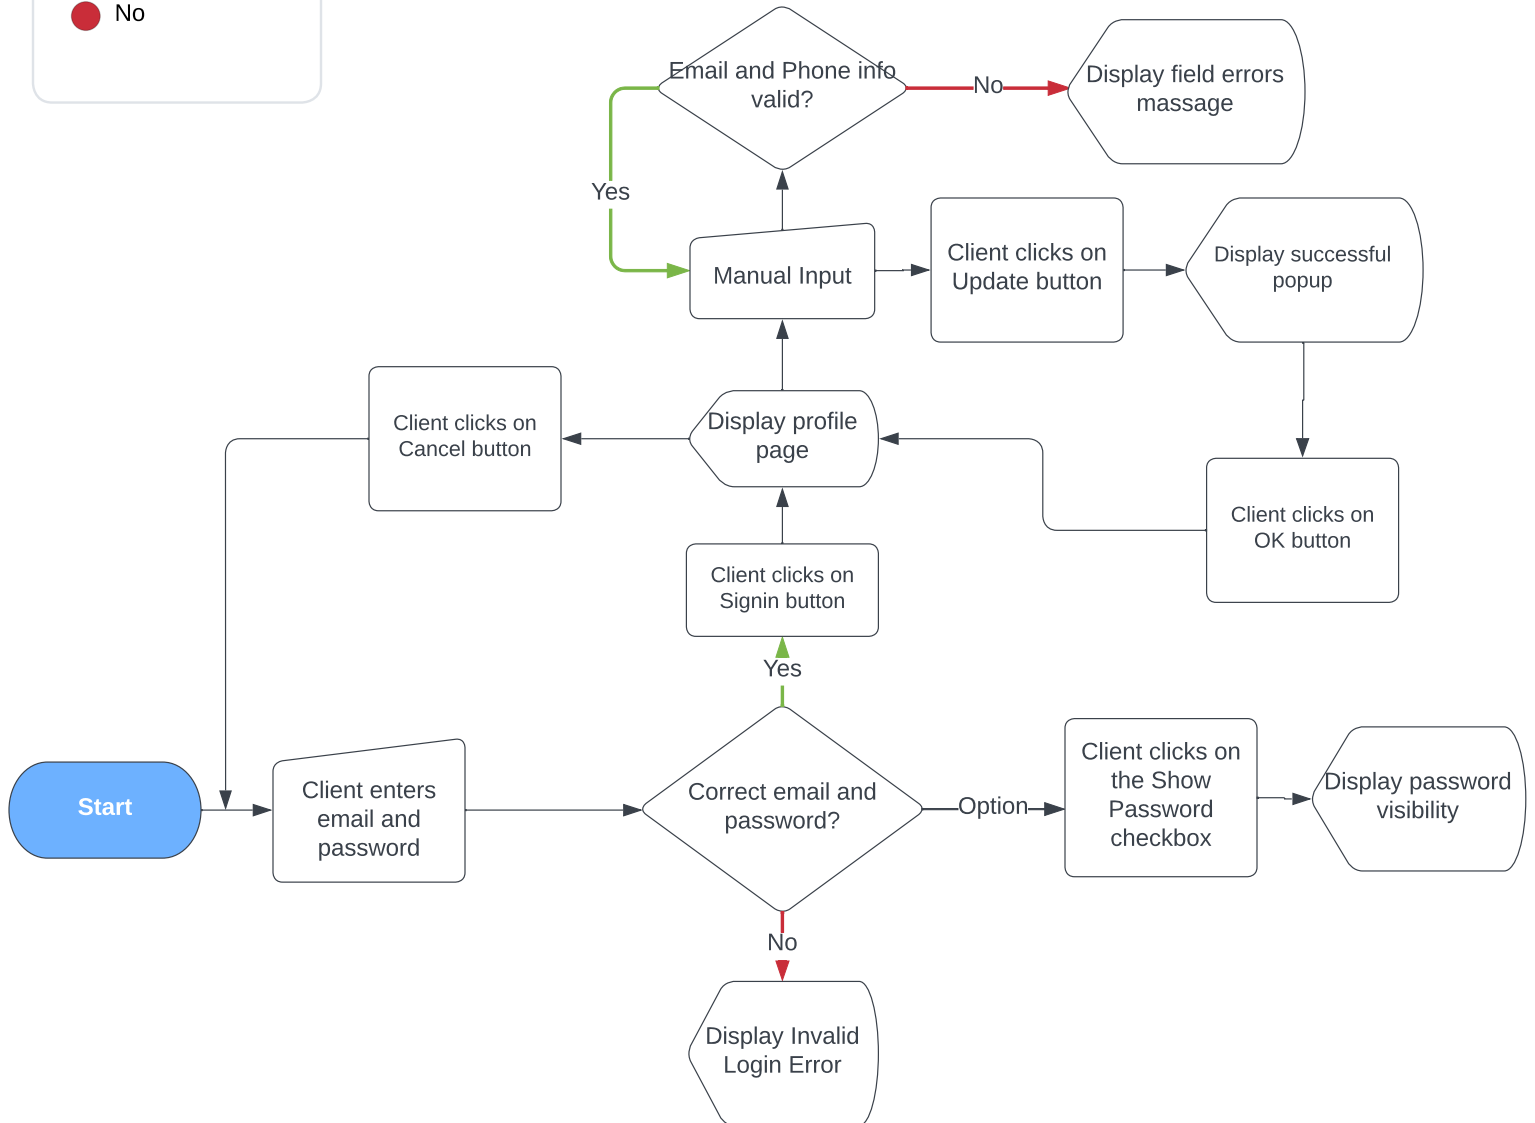 No
Email and Phone info
valid?
No
Display field errors
massage
Yes
Manual Input
Client clicks on
Update button
Display successful
popup
Client clicks on
Cancel button
Display profile
page
Client clicks on
OK button
Client clicks on
Signin button
Yes
Start
Client enters
email and
password
Correct email and
password?
Option
Client clicks on
the Show
Password
checkbox
Display password
visibility
No
Display Invalid
Login Error